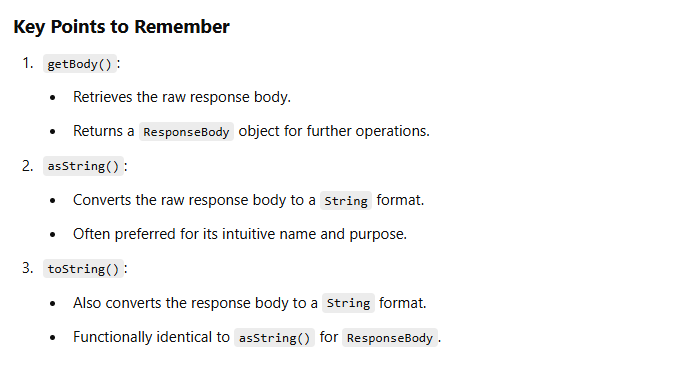 Key Points to Remember
1. getBody():
• Retrieves the raw response body.
• Returns a ResponseBody object for further operations.
2. asString():
• Converts the raw response body to a String format.
• Often preferred for its intuitive name and purpose.
3. toString():
• Also converts the response body to a String format.
• Functionally identical to asString() for ResponseBody.